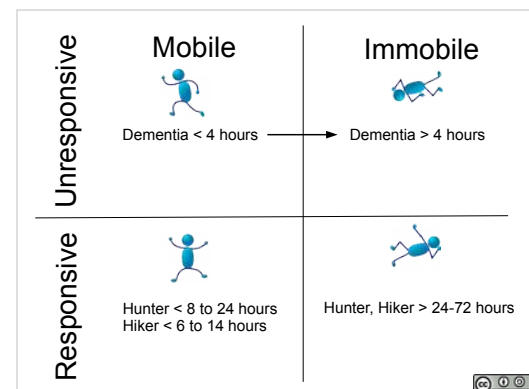 Mobile
Immobile
Unresponsive
Dementia < 4 hours
Dementia > 4 hours
Responsive
Hunter < 8 to 24 hours
Hiker < 6 to 14 hours
Hunter, Hiker > 24-72 hours
cc